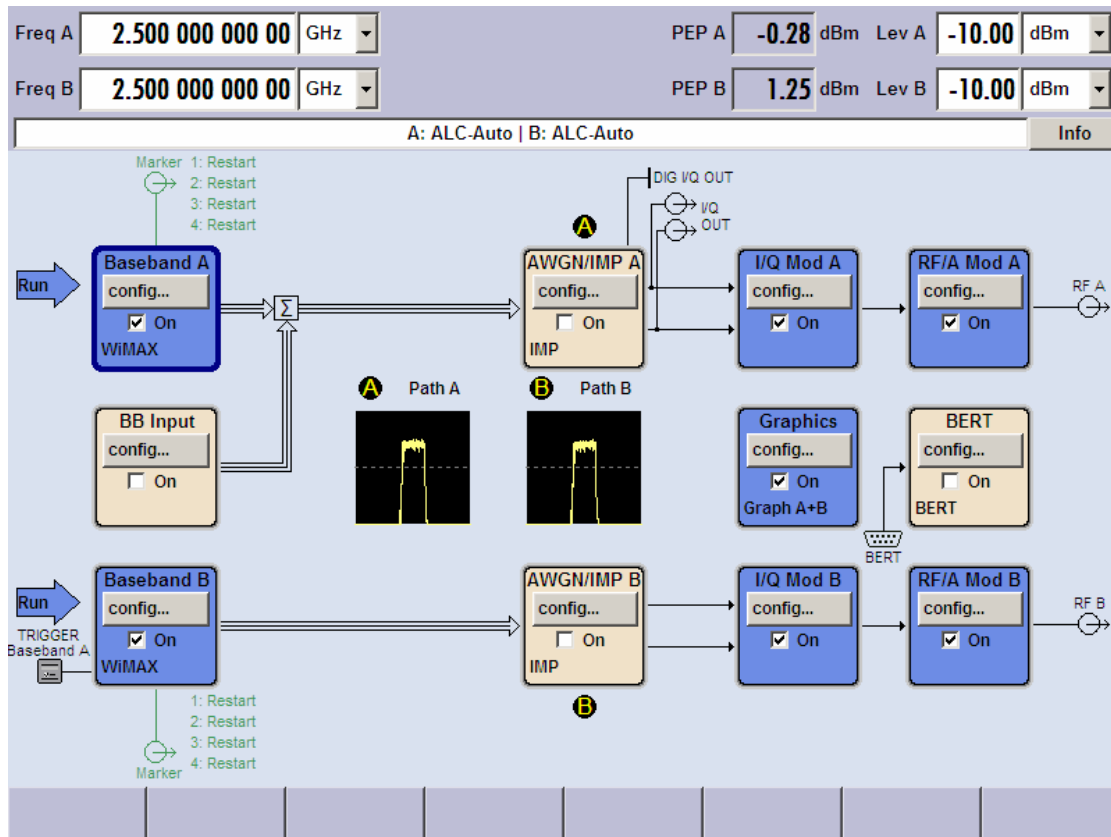 Freq A 2.500 000 000 00 GHz PEP A -0.28 dBm Lev A -10.00 dBm
Freq B 2.500 000 000 00 GHz PEP B 1.25 dBm Lev B -10.00 dBm
A: ALC-Auto | B: ALC-Auto Info
Marker 1: Restart
2: Restart
3: Restart
4: Restart
DIG I/Q OUT
I/Q
OUT
A
Run
Baseband A
config...
On
WiMAX
Σ
AWGN/IMP A
config...
On
IMP
I/Q Mod A
config...
On
RF/A Mod A
config...
On
RF A
A Path A
B Path B
BB Input
config...
On
Graphics
config...
On
Graph A+B
BERT
config...
On
BERT
BERT
Run
TRIGGER
Baseband A
Baseband B
config...
On
WiMAX
AWGN/IMP B
config...
On
IMP
I/Q Mod B
config...
On
RF/A Mod B
config...
On
RF B
B
1: Restart
2: Restart
3: Restart
Marker 4: Restart